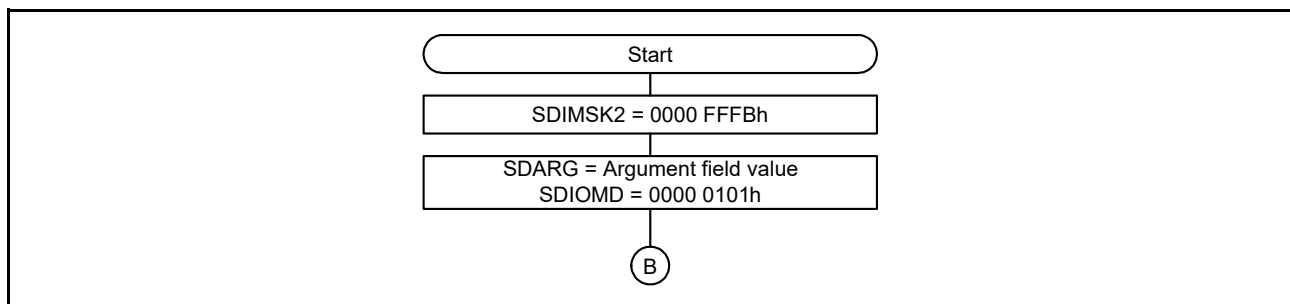 Start
SDIMSK2 = 0000 FFFBh
SDARG = Argument field value
SDIOMD = 0000 0101h
B